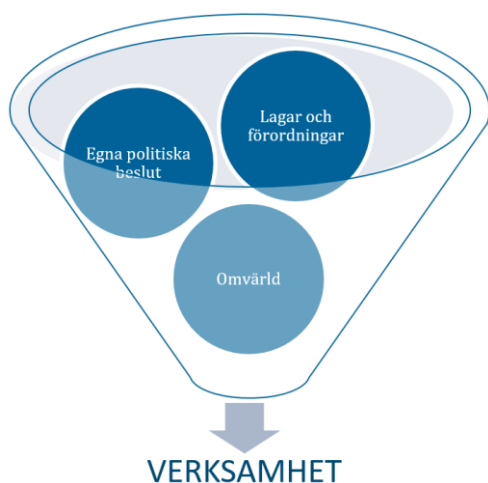 Lagar och
förordningar
Egna politiska
beslut
Omvärld
VERKSAMHET